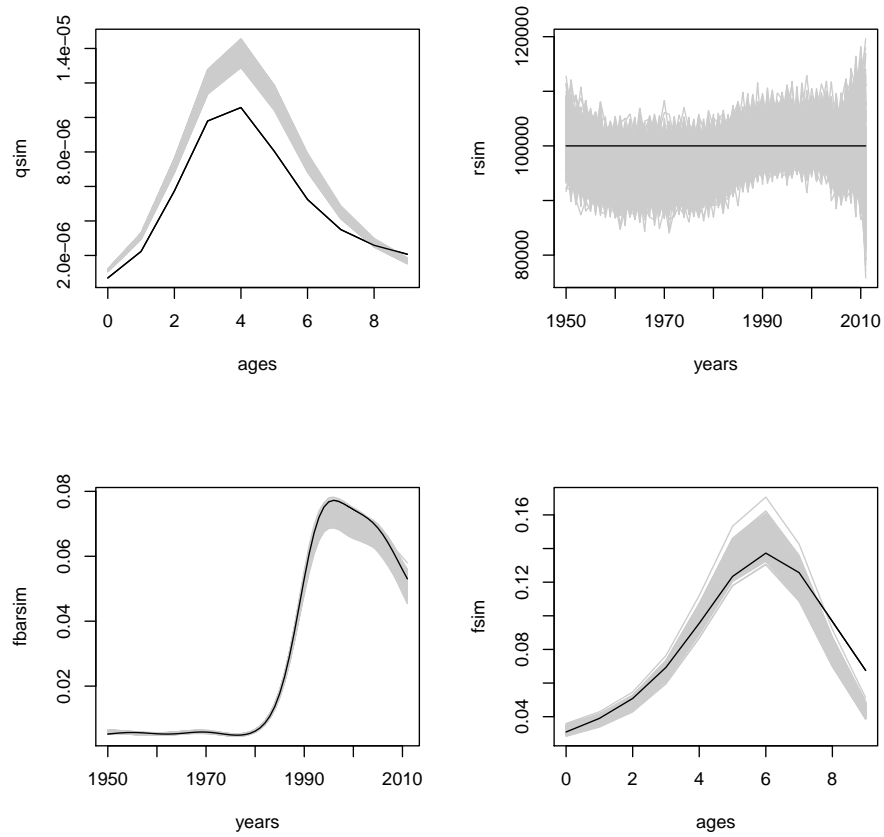 qsim
2.0e−06
8.0e−06
1.4e−05
0 2 4 6 8
ages
rsim
80000
100000
120000
1950 1970 1990 2010
years
fbarsim
0.02
0.04
0.06
0.08
1950 1970 1990 2010
years
fsim
0.04
0.08
0.12
0.16
0 2 4 6 8
ages